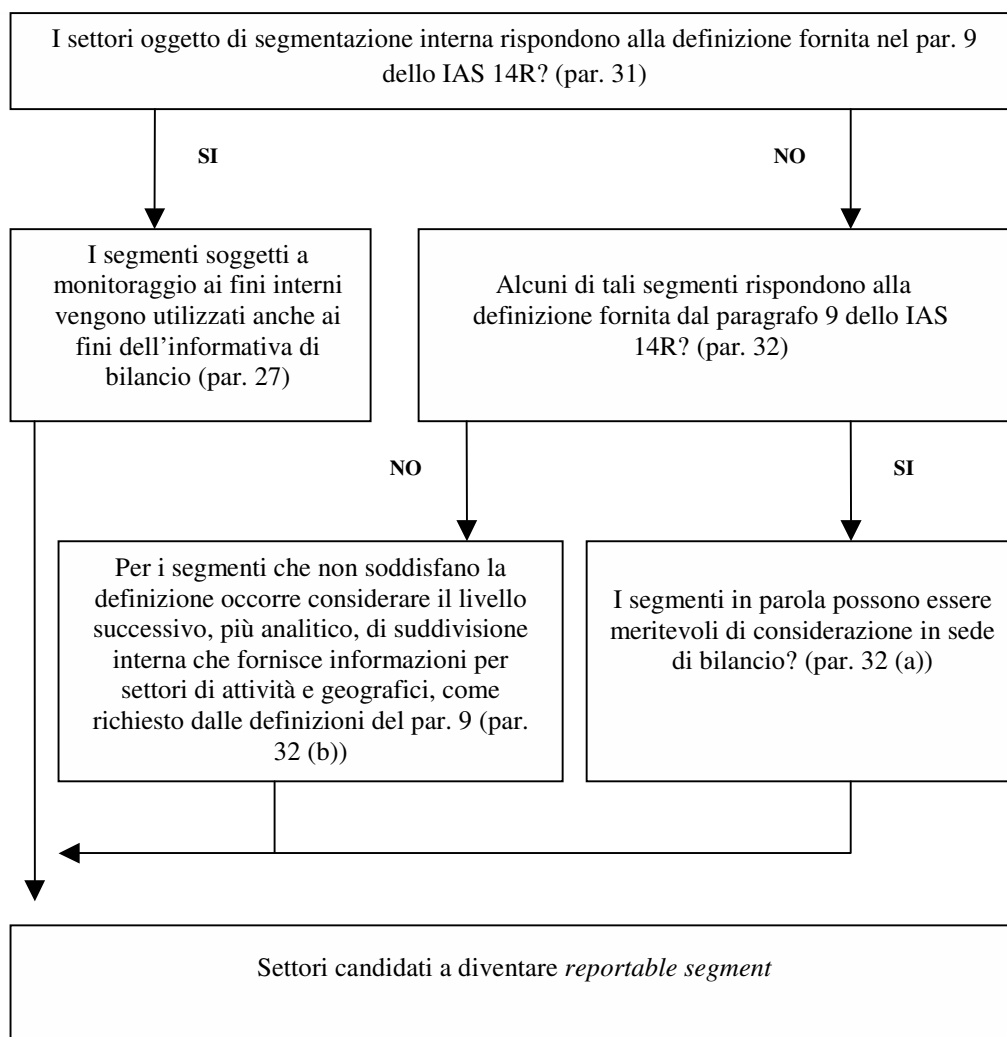 I settori oggetto di segmentazione interna rispondono alla definizione fornita nel par. 9
dello IAS 14R? (par. 31)
SI
NO
I segmenti soggetti a
monitoraggio ai fini interni
vengono utilizzati anche ai
fini dell’informativa di
bilancio (par. 27)
Alcuni di tali segmenti rispondono alla
definizione fornita dal paragrafo 9 dello IAS
14R? (par. 32)
NO
SI
Per i segmenti che non soddisfano la
definizione occorre considerare il livello
successivo, più analitico, di suddivisione
interna che fornisce informazioni per
settori di attività e geografici, come
richiesto dalle definizioni del par. 9 (par.
32 (b))
I segmenti in parola possono essere
meritevoli di considerazione in sede
di bilancio? (par. 32 (a))
Settori candidati a diventare reportable segment